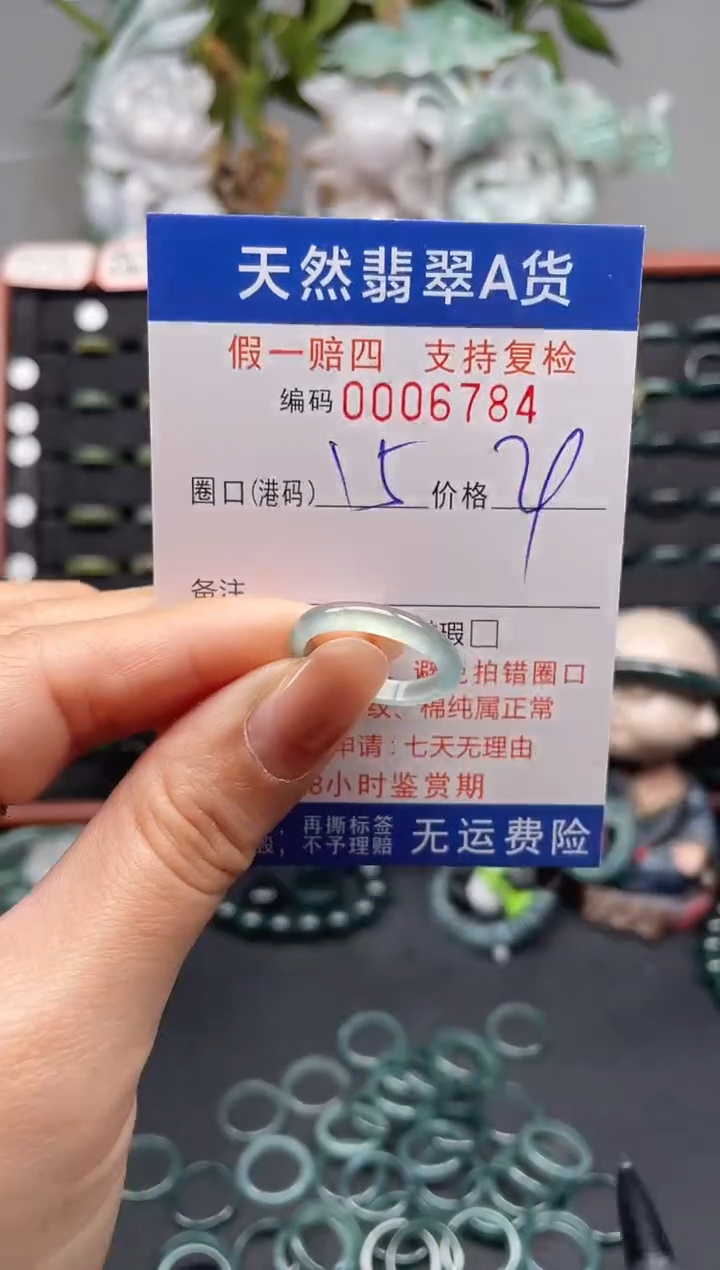 天然翡翠A货
假一赔四 支持复检
编码 0006784
圈口(港码) 15 价格
备注
瑕□
避 拍错圈口
纹、棉纯属正常
申请:七天无理由
8小时鉴赏期
再撕标签
,不予理赔
无运费险